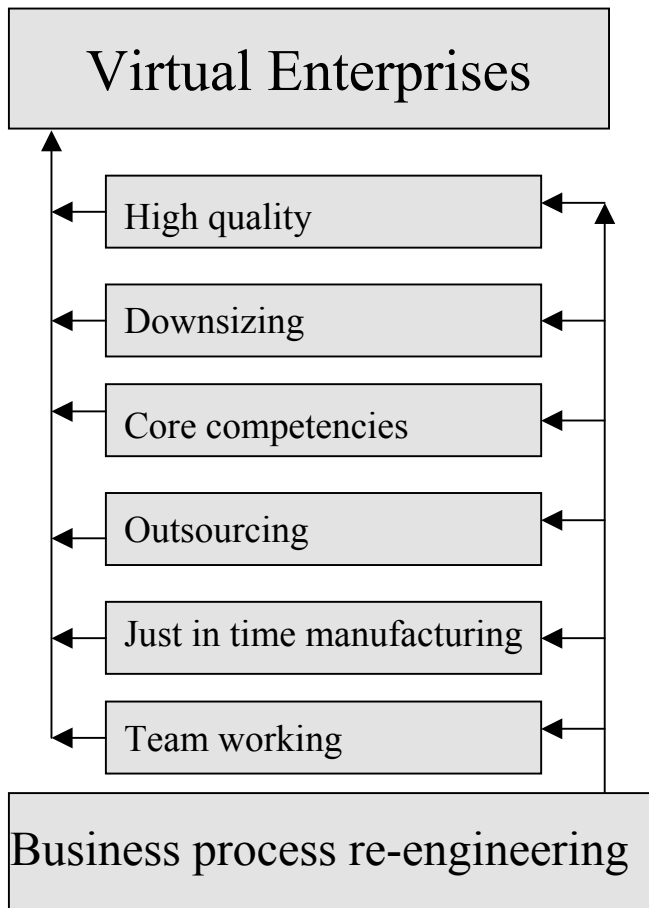 Virtual Enterprises
High quality
Downsizing
Core competencies
Outsourcing
Just in time manufacturing
Team working
Business process re-engineering